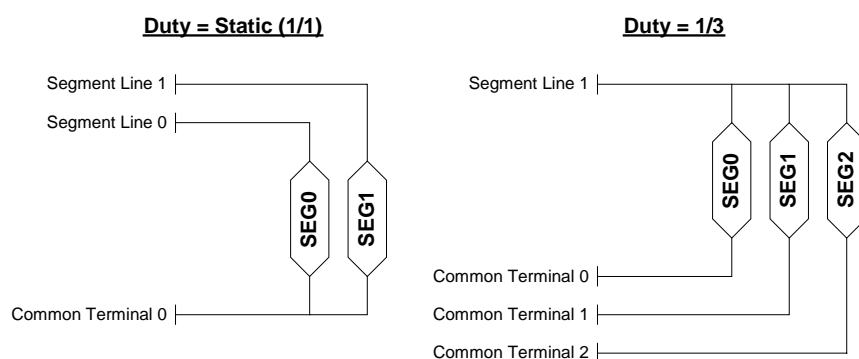 Duty = Static (1/1)
Segment Line 1
Segment Line 0
SEG0
SEG1
Common Terminal 0
Duty = 1/3
Segment Line 1
SEG0
SEG1
SEG2
Common Terminal 0
Common Terminal 1
Common Terminal 2